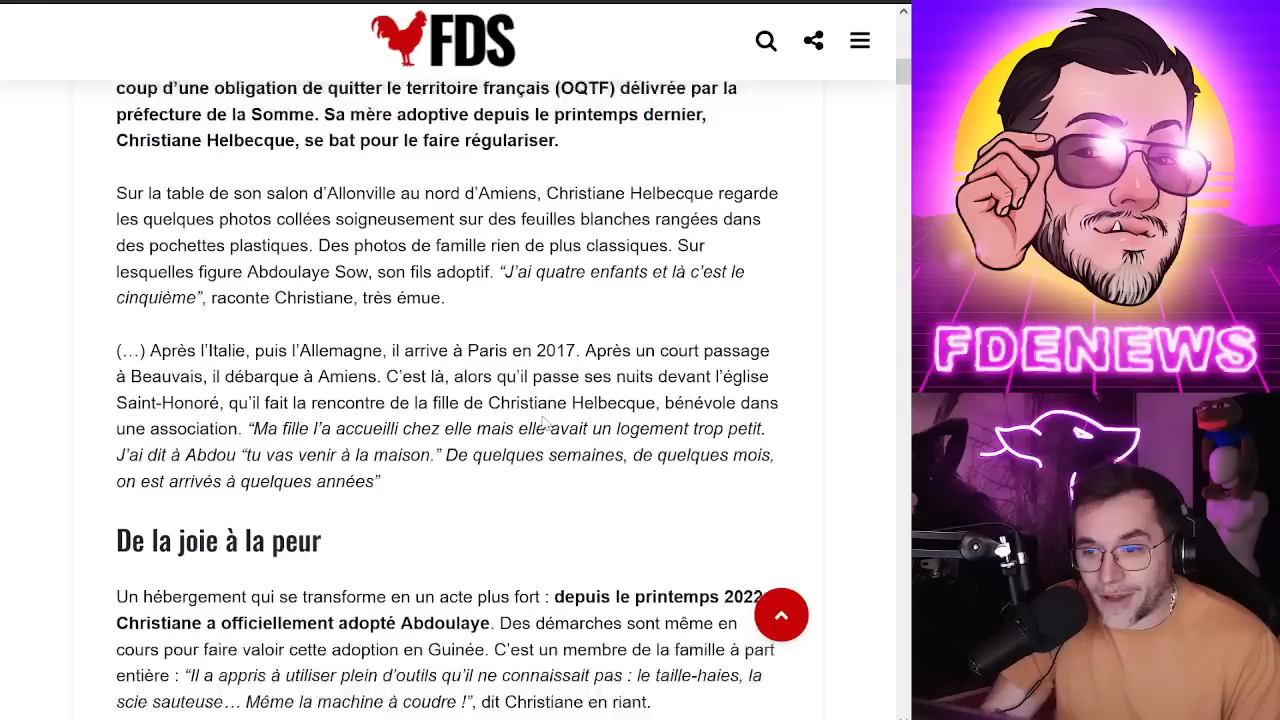 FDS
coup d’une obligation de quitter le territoire français (OQTF) délivrée par la
préfecture de la Somme. Sa mère adoptive depuis le printemps dernier,
Christiane Helbecque, se bat pour le faire régulariser.
Sur la table de son salon d’Allonville au nord d’Amiens, Christiane Helbecque regarde
les quelques photos collées soigneusement sur des feuilles blanches rangées dans
des pochettes plastiques. Des photos de famille rien de plus classiques. Sur
lesquelles figure Abdoulaye Sow, son fils adoptif. “J’ai quatre enfants et là c’est le
cinquième”, raconte Christiane, très émue.
(…) Après l’Italie, puis l’Allemagne, il arrive à Paris en 2017. Après un court passage
à Beauvais, il débarque à Amiens. C’est là, alors qu’il passe ses nuits devant l’église
Saint-Honoré, qu’il fait la rencontre de la fille de Christiane Helbecque, bénévole dans
une association. “Ma fille l’a accueilli chez elle mais elle avait un logement trop petit.
J’ai dit à Abdou “tu vas venir à la maison.” De quelques semaines, de quelques mois,
on est arrivés à quelques années”
De la joie à la peur
Un hébergement qui se transforme en un acte plus fort : depuis le printemps 2022
Christiane a officiellement adopté Abdoulaye. Des démarches sont même en
cours pour faire valoir cette adoption en Guinée. C’est un membre de la famille à part
entière : “Il a appris à utiliser plein d’outils qu’il ne connaissait pas : le taille-haies, la
scie sauteuse… Même la machine à coudre !”, dit Christiane en riant.
FDENEWS